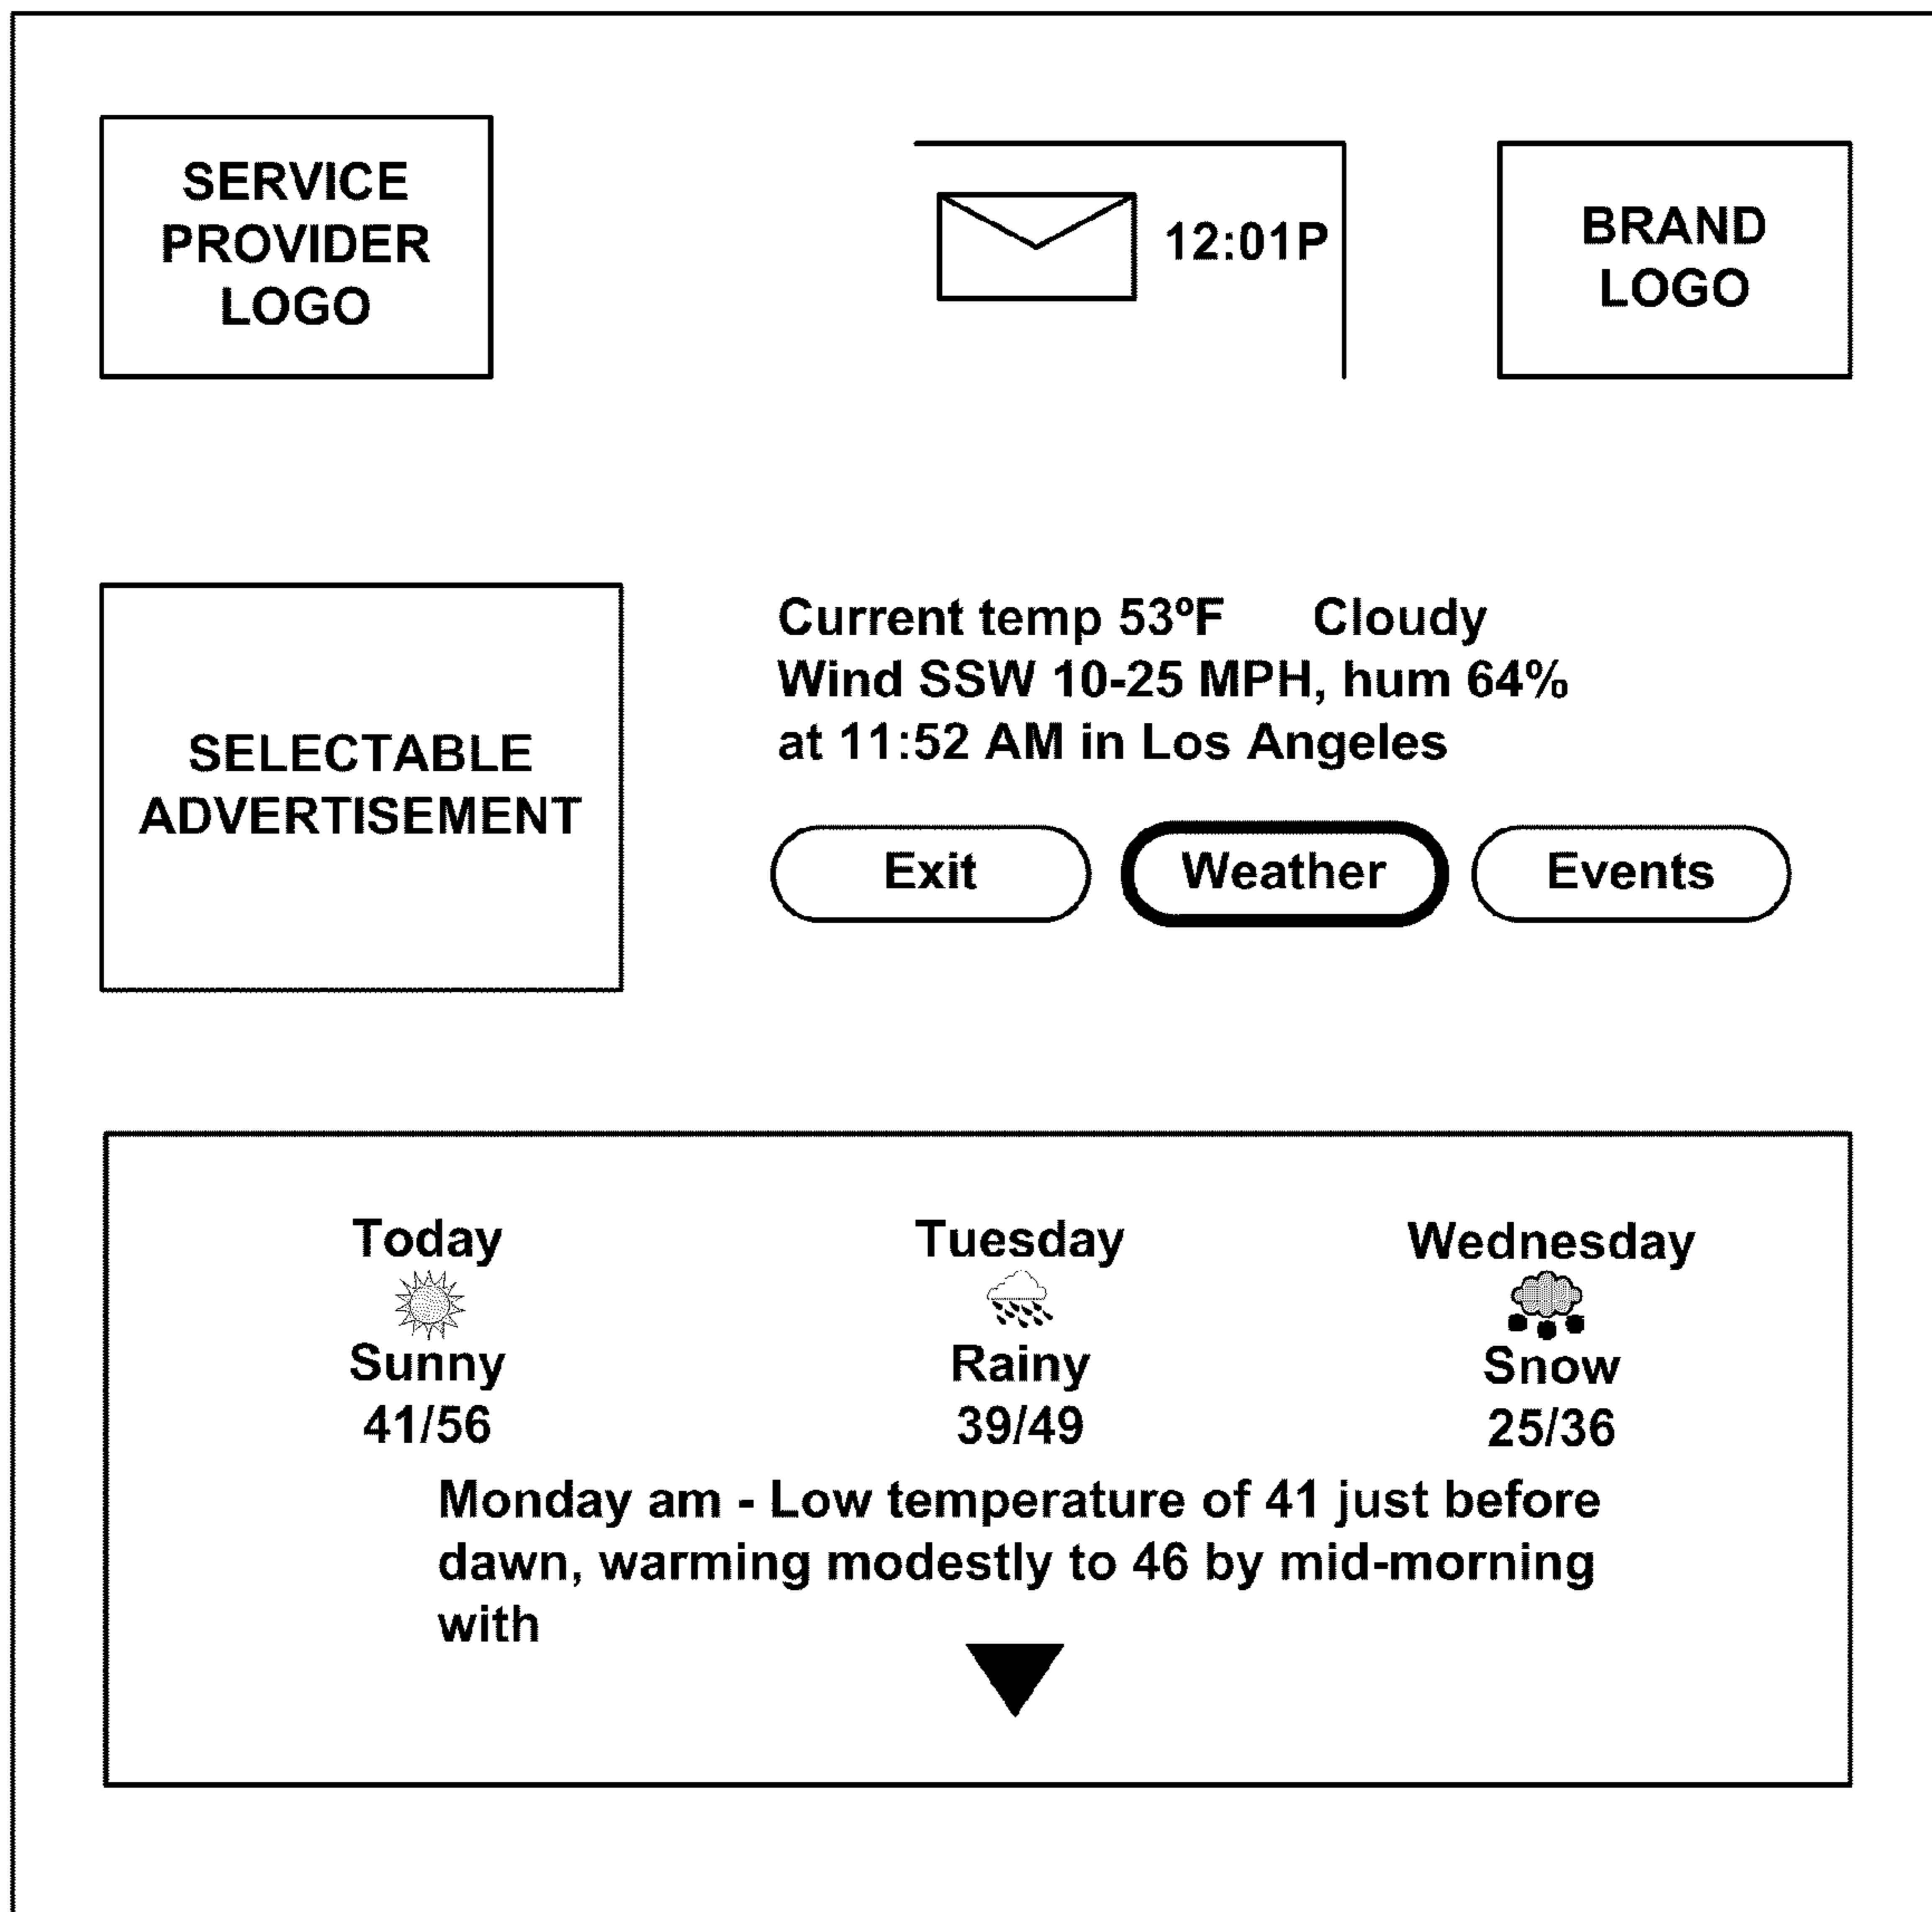 SERVICE
PROVIDER
LOGO
12:01P
BRAND
LOGO
SELECTABLE
ADVERTISEMENT
Current temp 53ºF Cloudy
Wind SSW 10-25 MPH, hum 64%
at 11:52 AM in Los Angeles
Exit Weather Events
Today Tuesday Wednesday
Sunny Rainy Snow
41/56 39/49 25/36
Monday am - Low temperature of 41 just before
dawn, warming modestly to 46 by mid-morning
with